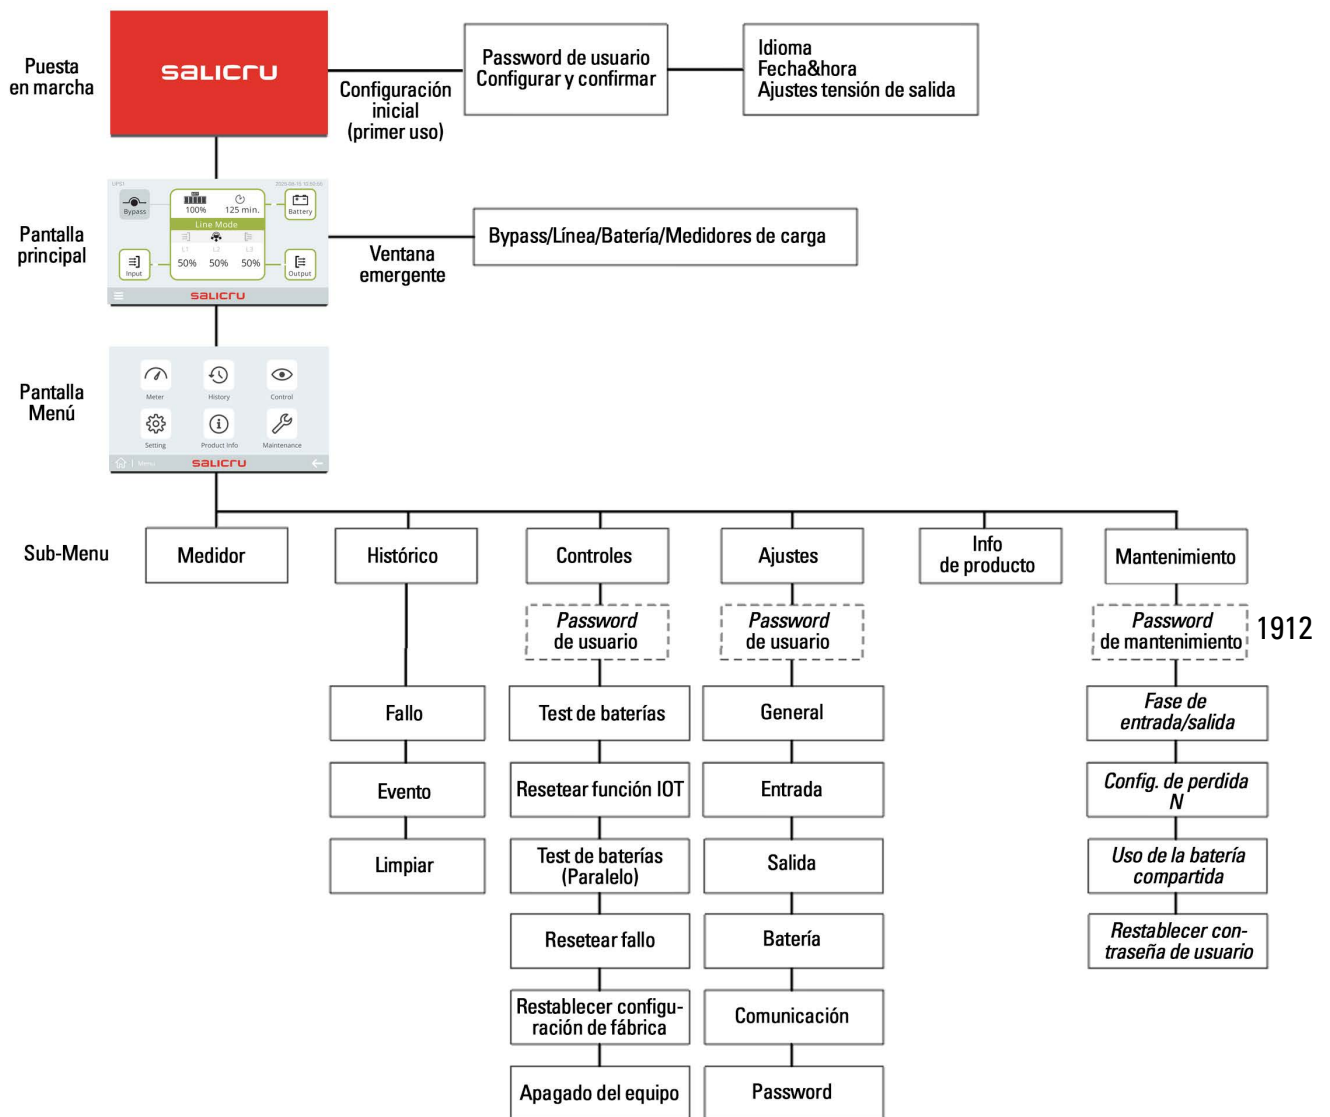 Puesta
en marcha
salicru
Configuración
inicial
(primer uso)
Password de usuario
Configurar y confirmar
Idioma
Fecha&hora
Ajustes tensión de salida
Pantalla
principal
UPS1
Bypass
100%
125 min.
Battery
Line Mode
L1 L2 L3
50% 50% 50%
Input
Output
salicru
Ventana
emergente
Bypass/Línea/Batería/Medidores de carga
Pantalla
Menú
Meter
History
Control
Setting
Product Info
Maintenance
Menu
salicru
Sub-Menu
Medidor
Histórico
Controles
Ajustes
Info
de producto
Mantenimiento
Password
de usuario
Password
de usuario
Password
de mantenimiento
1912
Fallo
Test de baterías
General
Fase de
entrada/salida
Evento
Resetear función IOT
Entrada
Config. de perdida
N
Limpiar
Test de baterías
(Paralelo)
Salida
Uso de la batería
compartida
Resetear fallo
Batería
Restablecer con-
traseña de usuario
Restablecer configu-
ración de fábrica
Comunicación
Apagado del equipo
Password